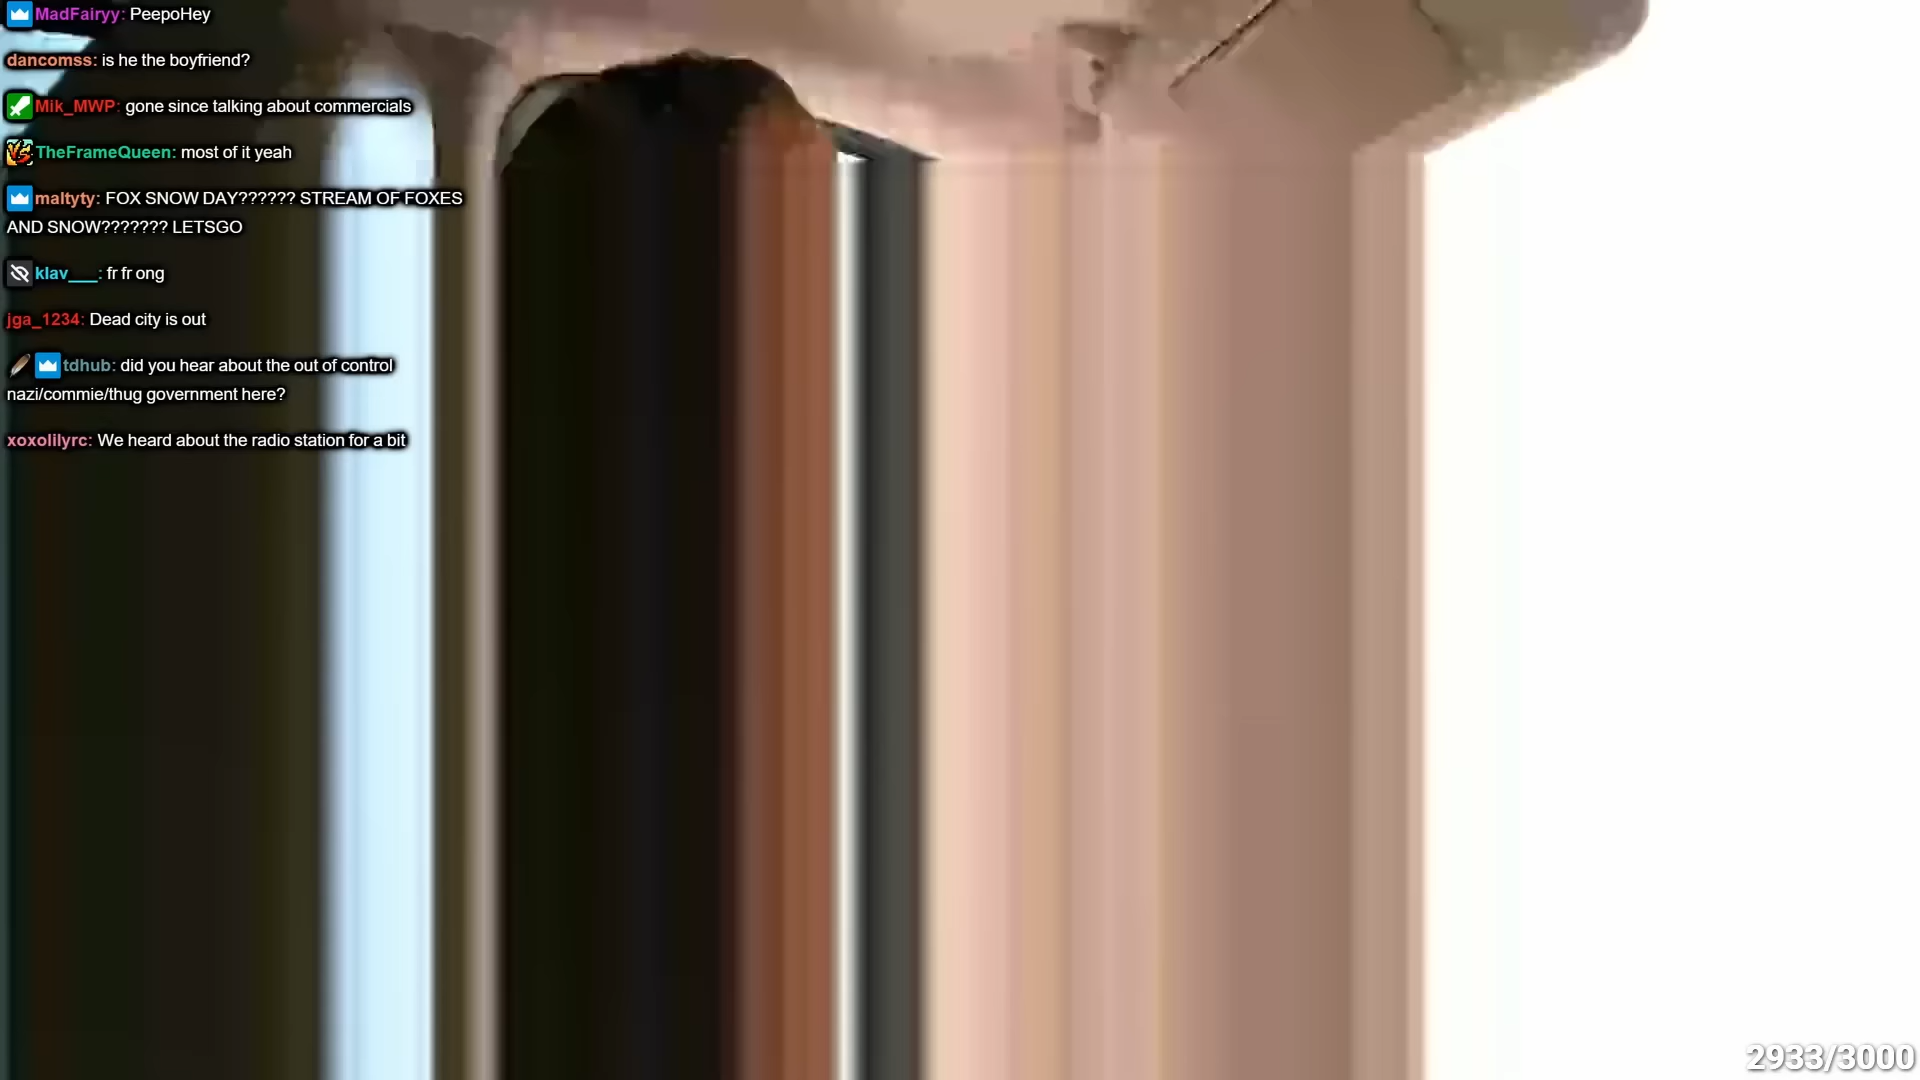 MadFairyy: PeepoHey
dancomss: is he the boyfriend?
Mik_MWP: gone since talking about commercials
TheFrameQueen: most of it yeah
maltyty: FOX SNOW DAY?????? STREAM OF FOXES
AND SNOW??????? LETSGO
klav___: fr fr ong
jga_1234: Dead city is out
tdhub: did you hear about the out of control
nazi/commie/thug government here?
xoxolilyrc: We heard about the radio station for a bit
2933/3000